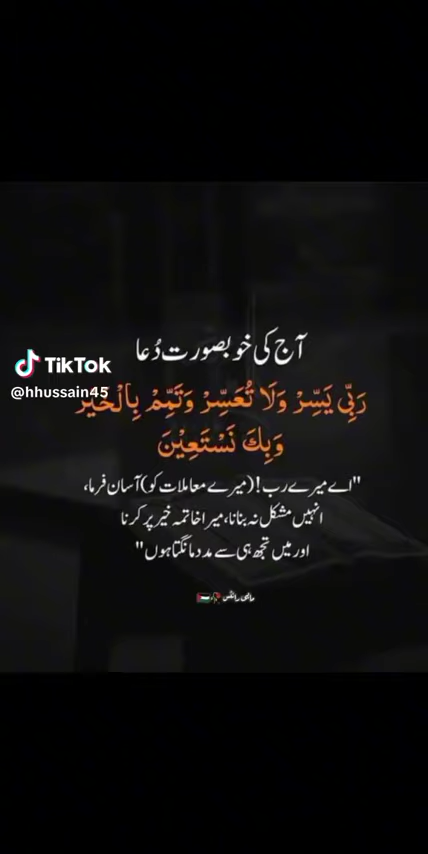 آج کی خوبصورت دُعا
TikTok
@hhussain45
رَبِّی یَسِّرْ وَلَا تُعَسِّرْ وَتَمِّمْ بِالْخَیْر
وَبِكَ نَسْتَعِیْنَ
"اے میرے رب! (میرے معاملات کو) آسان فرما،
انہیں مشکل نہ بنانا، میرا خاتمہ خیر پر کرنا
اور میں تجھ ہی سے مدد مانگتا ہوں"